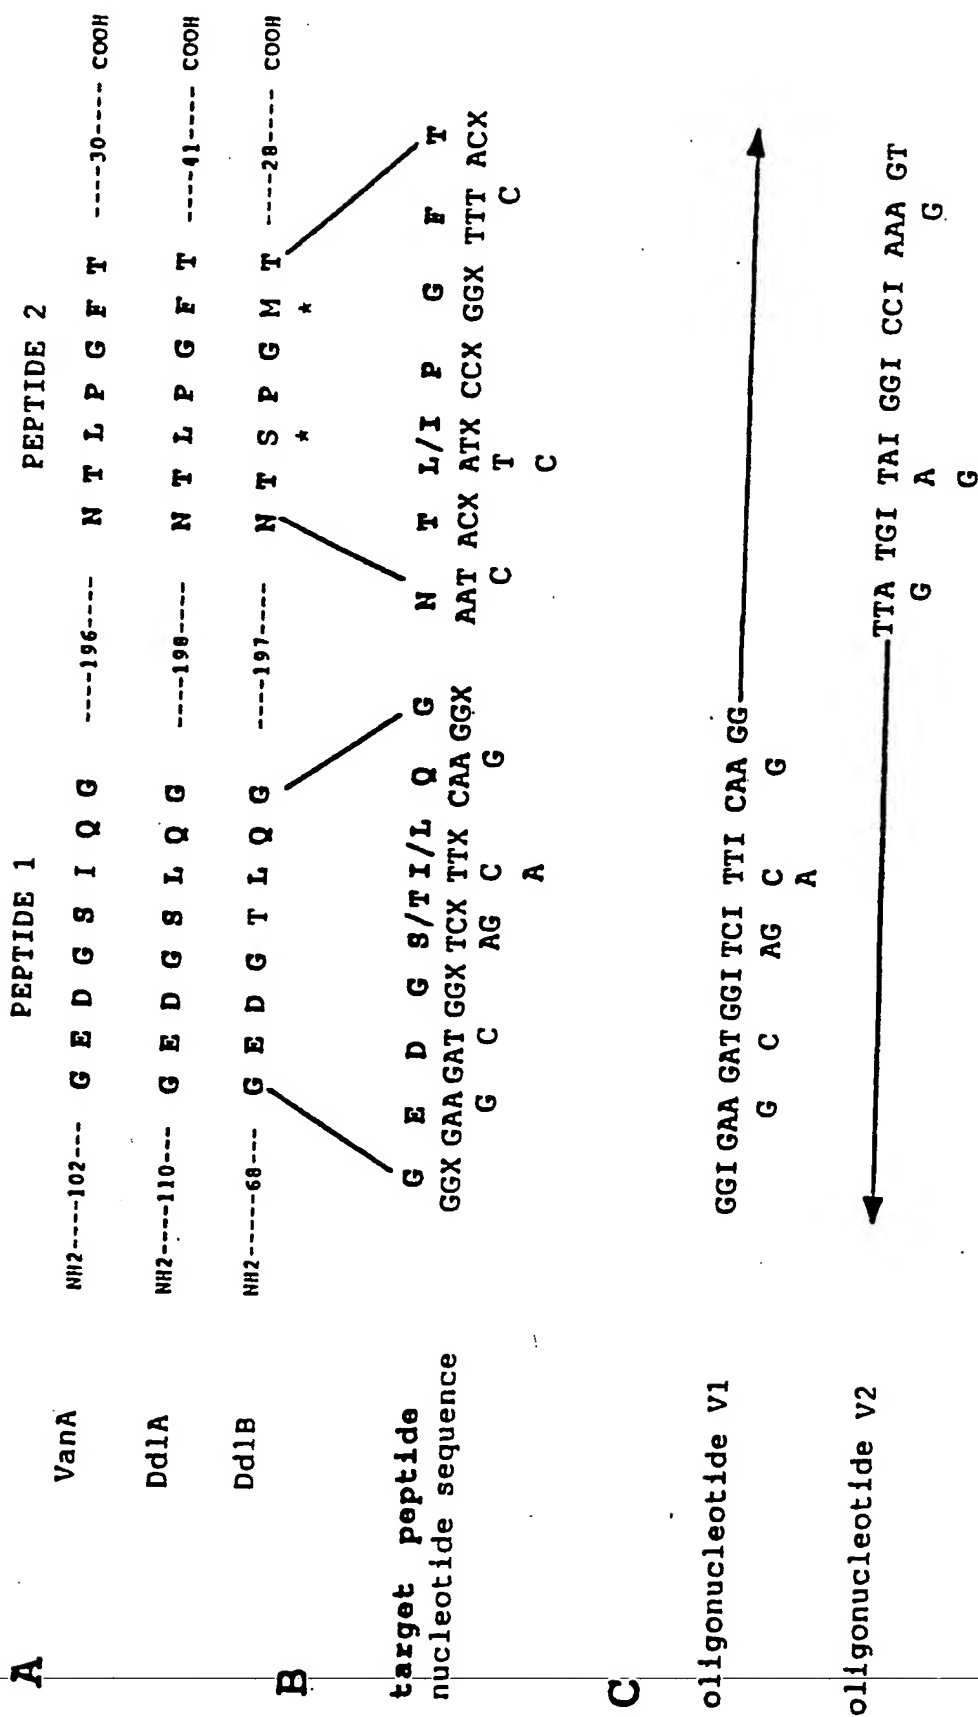 A
PEPTIDE 1 PEPTIDE 2
VanA NH2----102--- G E D G S I Q G ----196---- N T L P G F T ----30---- COOH
DdlA NH2----110--- G E D G S L Q G ----198---- N T L P G F T ----41---- COOH
DdlB NH2-----68--- G E D G T L Q G ----197---- N T S P G M T ----28---- COOH
* *
B
target peptide G E D G S/T I/L Q G N T L/I P G F T
nucleotide sequence GGX GAA GAT GGX TCX TTX CAA GGX AAT ACX ATX CCX GGX TTT ACX
G C AG C G C T C
A C
C
oligonucleotide V1 GGI GAA GAT GGI TCI TTI CAA GG
G C AG C G
A
oligonucleotide V2 TTA TGI TAI GGI CCI AAA GT
G A G
G